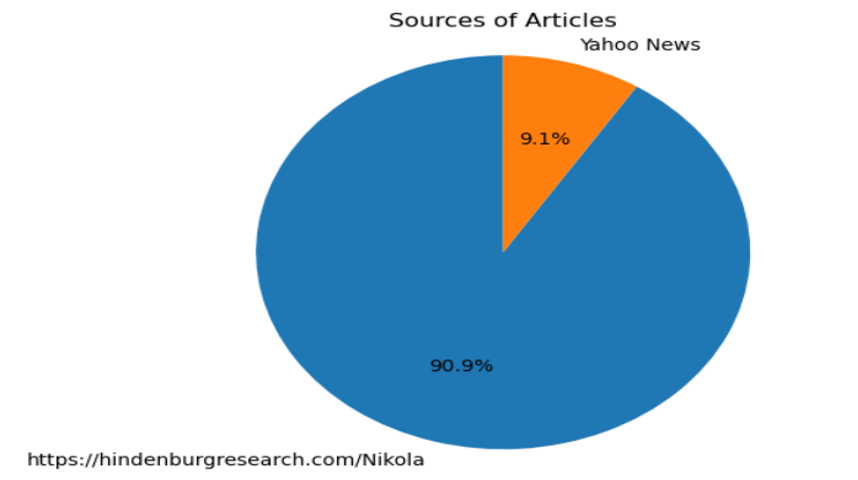 Sources of Articles
Yahoo News
9.1%
90.9%
https://hindenburgresearch.com/Nikola